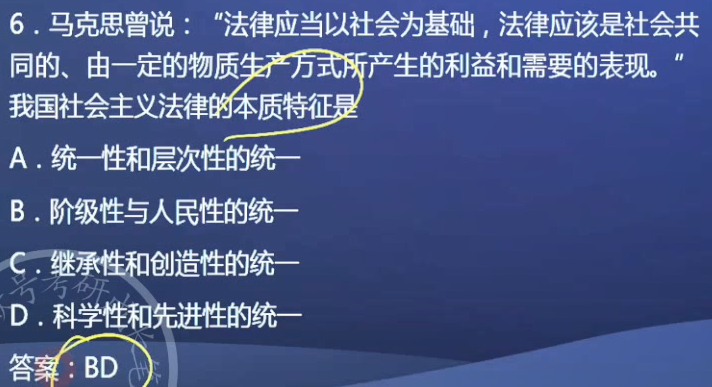 6．马克思曾说：“法律应当以社会为基础，法律应该是社会共
同的、由一定的物质生产方式所产生的利益和需要的表现。”
我国社会主义法律的本质特征是
A．统一性和层次性的统一
B．阶级性与人民性的统一
C．继承性和创造性的统一
D．科学性和先进性的统一
答案：BD
号考研